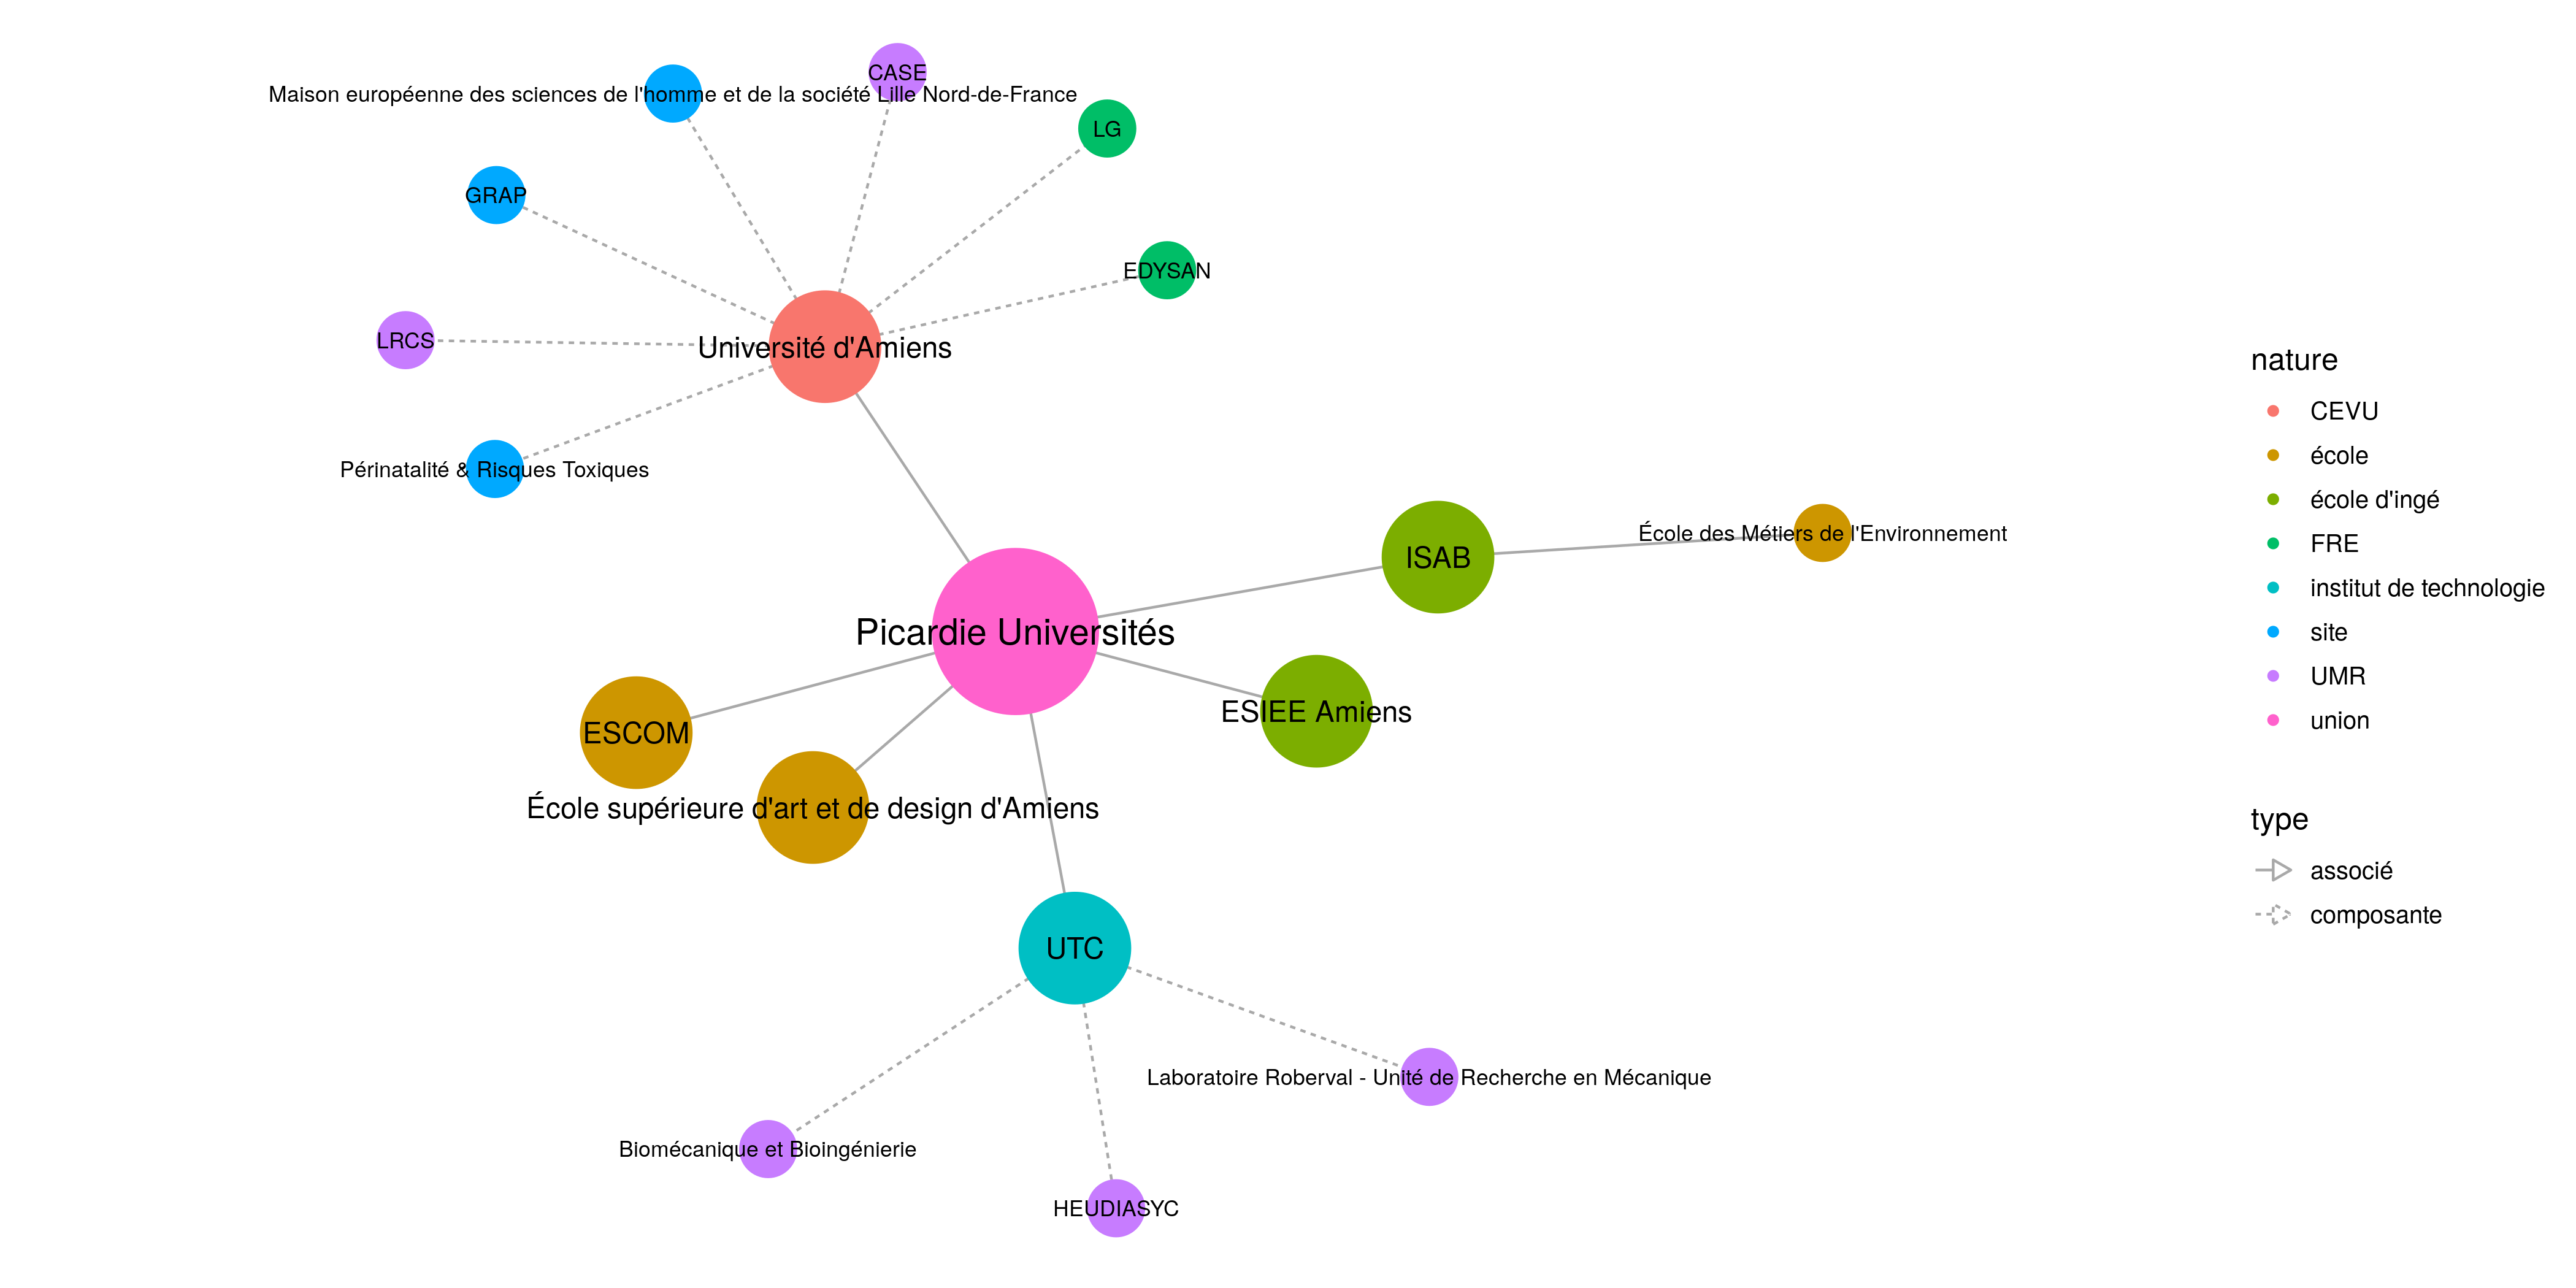 CASE
Maison européenne des sciences de l'homme et de la société Lille Nord-de-France
LG
GRAP
EDYSAN
LRCS
Université d'Amiens
Périnatalité & Risques Toxiques
École des Métiers de l'Environnement
ISAB
Picardie Universités
ESIEE Amiens
ESCOM
École supérieure d'art et de design d'Amiens
UTC
Laboratoire Roberval - Unité de Recherche en Mécanique
Biomécanique et Bioingénierie
HEUDIASYC
nature
CEVU
école
école d'ingé
FRE
institut de technologie
site
UMR
union
type
associé
composante